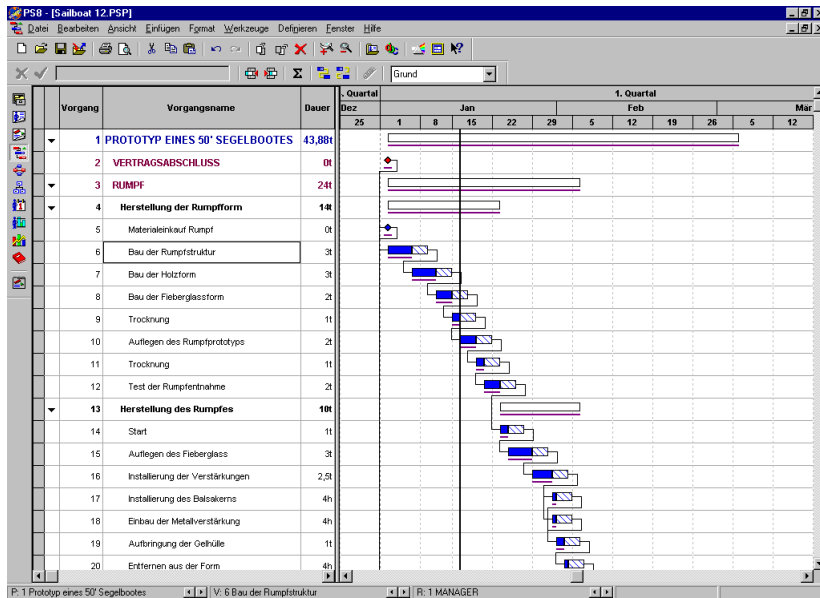 PS8 - [Sailboat 12.PSP]
Datei Bearbeiten Ansicht Einfügen Format Werkzeuge Definieren Fenster Hilfe
Grund
Vorgang Vorgangsname Dauer
. Quartal 1. Quartal
Dez Jan Feb Mär
25 1 8 15 22 29 5 12 19 26 5 12
1 PROTOTYP EINES 50' SEGELBOOTES 43,88t
2 VERTRAGSABSCHLUSS 0t
3 RUMPF 24t
4 Herstellung der Rumpfform 14t
5 Materialeinkauf Rumpf 0t
6 Bau der Rumpfstruktur 3t
7 Bau der Holzform 3t
8 Bau der Fieberglassform 2t
9 Trocknung 1t
10 Auflegen des Rumpfprototyps 2t
11 Trocknung 1t
12 Test der Rumpfentnahme 2t
13 Herstellung des Rumpfes 10t
14 Start 1t
15 Auflegen des Fieberglass 3t
16 Installierung der Verstärkungen 2,5t
17 Installierung des Balsakerns 4h
18 Einbau der Metallverstärkung 4h
19 Aufbringung der Gelhülle 1t
20 Entfernen aus der Form 4h
P: 1 Prototyp eines 50' Segelbootes V: 6 Bau der Rumpfstruktur R: 1 MANAGER